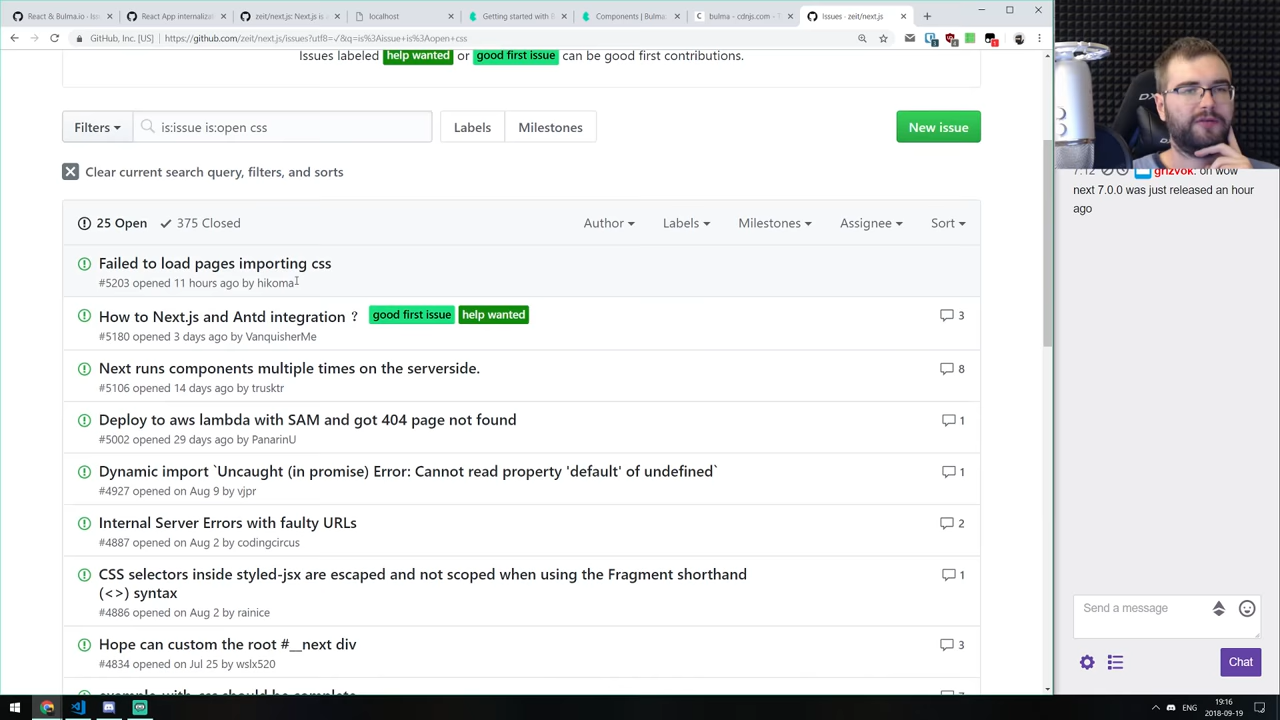 React & Bulma.io
React App internalizat
zeit/next.js: Next.js is
localhost
Getting started with
Components | Bulma
bulma - cdnjs.com - T
Issues · zeit/next.js
GitHub, Inc. [US] | https://github.com/zeit/next.js/issues?utf8=✓&q=is%3Aissue+is%3Aopen+css
Issues labeled help wanted or good first issue can be good first contributions.
Filters
is:issue is:open css
Labels
Milestones
New issue
Clear current search query, filters, and sorts
25 Open 375 Closed
Author Labels Milestones Assignee Sort
Failed to load pages importing css
#5203 opened 11 hours ago by hikoma
How to Next.js and Antd integration ？ good first issue help wanted 3
#5180 opened 3 days ago by VanquisherMe
Next runs components multiple times on the serverside. 8
#5106 opened 14 days ago by trusktr
Deploy to aws lambda with SAM and got 404 page not found 1
#5002 opened 29 days ago by PanarinU
Dynamic import `Uncaught (in promise) Error: Cannot read property 'default' of undefined` 1
#4927 opened on Aug 9 by vjpr
Internal Server Errors with faulty URLs 2
#4887 opened on Aug 2 by codingcircus
CSS selectors inside styled-jsx are escaped and not scoped when using the Fragment shorthand 1
(<>) syntax
#4886 opened on Aug 2 by rainice
Hope can custom the root #__next div 3
#4834 opened on Jul 25 by wslx520
example with-css should be complete
DX
7:12 grizvok: oh wow
next 7.0.0 was just released an hour
ago
Send a message
Chat
ENG
19:16
2018-09-19